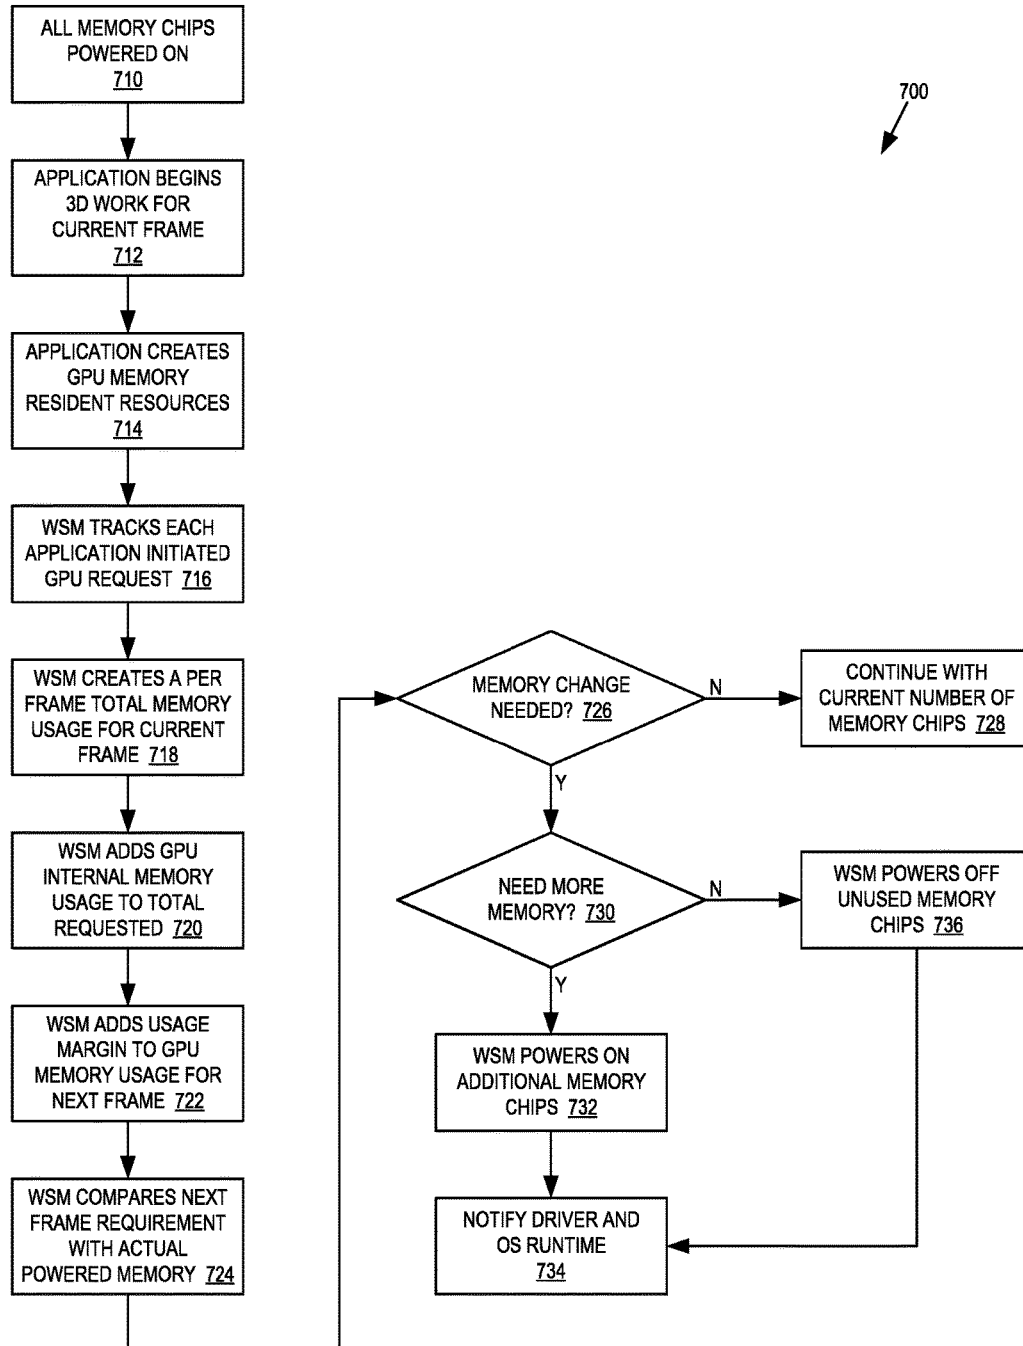 ALL MEMORY CHIPS
POWERED ON
710
700
APPLICATION BEGINS
3D WORK FOR
CURRENT FRAME
712
APPLICATION CREATES
GPU MEMORY
RESIDENT RESOURCES
714
WSM TRACKS EACH
APPLICATION INITIATED
GPU REQUEST 716
WSM CREATES A PER
FRAME TOTAL MEMORY
USAGE FOR CURRENT
FRAME 718
WSM ADDS GPU
INTERNAL MEMORY
USAGE TO TOTAL
REQUESTED 720
WSM ADDS USAGE
MARGIN TO GPU
MEMORY USAGE FOR
NEXT FRAME 722
WSM COMPARES NEXT
FRAME REQUIREMENT
WITH ACTUAL
POWERED MEMORY 724
MEMORY CHANGE
NEEDED? 726
N
CONTINUE WITH
CURRENT NUMBER OF
MEMORY CHIPS 728
Y
NEED MORE
MEMORY? 730
N
WSM POWERS OFF
UNUSED MEMORY
CHIPS 736
Y
WSM POWERS ON
ADDITIONAL MEMORY
CHIPS 732
NOTIFY DRIVER AND
OS RUNTIME
734